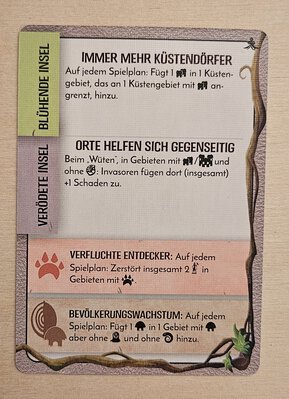 BLÜHENDE INSEL
IMMER MEHR KÜSTENDÖRFER
Auf jedem Spielplan: Fügt 1 in 1 Küsten-
gebiet, das an 1 Küstengebiet mit an-
grenzt, hinzu.
VERÖDETE INSEL
ORTE HELFEN SICH GEGENSEITIG
Beim ‚Wüten‘, in Gebieten mit / und
ohne : Invasoren fügen dort (insgesamt)
+1 Schaden zu.
VERFLUCHTE ENTDECKER: Auf jedem
Spielplan: Zerstört insgesamt 2 in
Gebieten mit .
BEVÖLKERUNGSWACHSTUM: Auf jedem
Spielplan: Fügt 1 in 1 Gebiet mit
aber ohne und ohne hinzu.